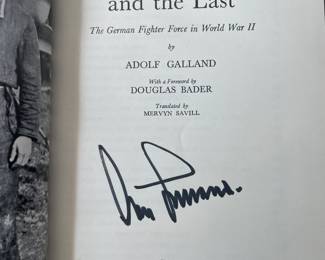 and the Last
The German Fighter Force in World War II
by
ADOLF GALLAND
With a Foreword by
DOUGLAS BADER
Translated by
MERVYN SAVILL